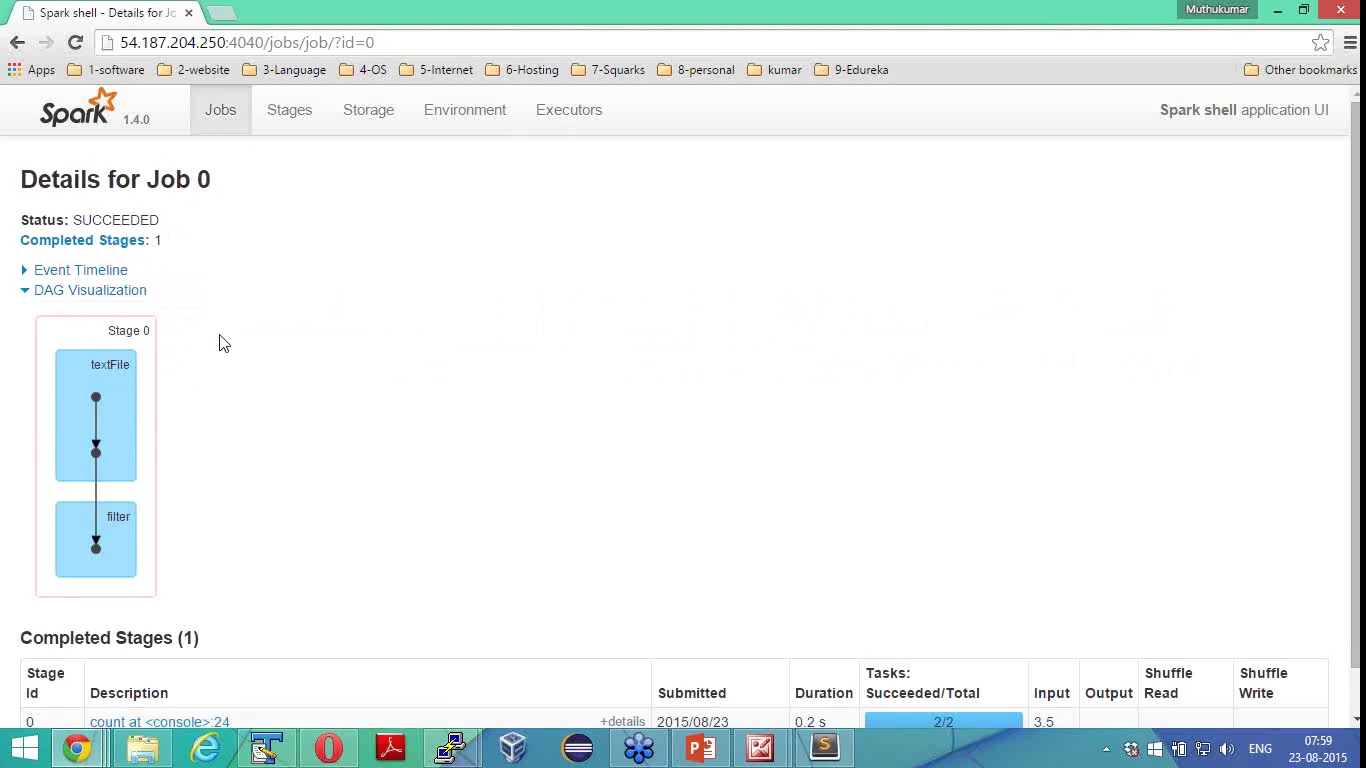 Spark shell - Details for Jo
Muthukumar
54.187.204.250:4040/jobs/job/?id=0
Apps 1-software 2-website 3-Language 4-OS 5-Internet 6-Hosting 7-Squarks 8-personal kumar 9-Edureka Other bookmarks
Spark 1.4.0 Jobs Stages Storage Environment Executors Spark shell application UI
Details for Job 0
Status: SUCCEEDED
Completed Stages: 1
Event Timeline
DAG Visualization
Stage 0
textFile
filter
Completed Stages (1)
Stage Id Description Submitted Duration Tasks: Succeeded/Total Input Output Shuffle Read Shuffle Write
0 count at <console>:24 +details 2015/08/23 0.2 s 2/2 3.5
ENG 07:59
23-08-2015